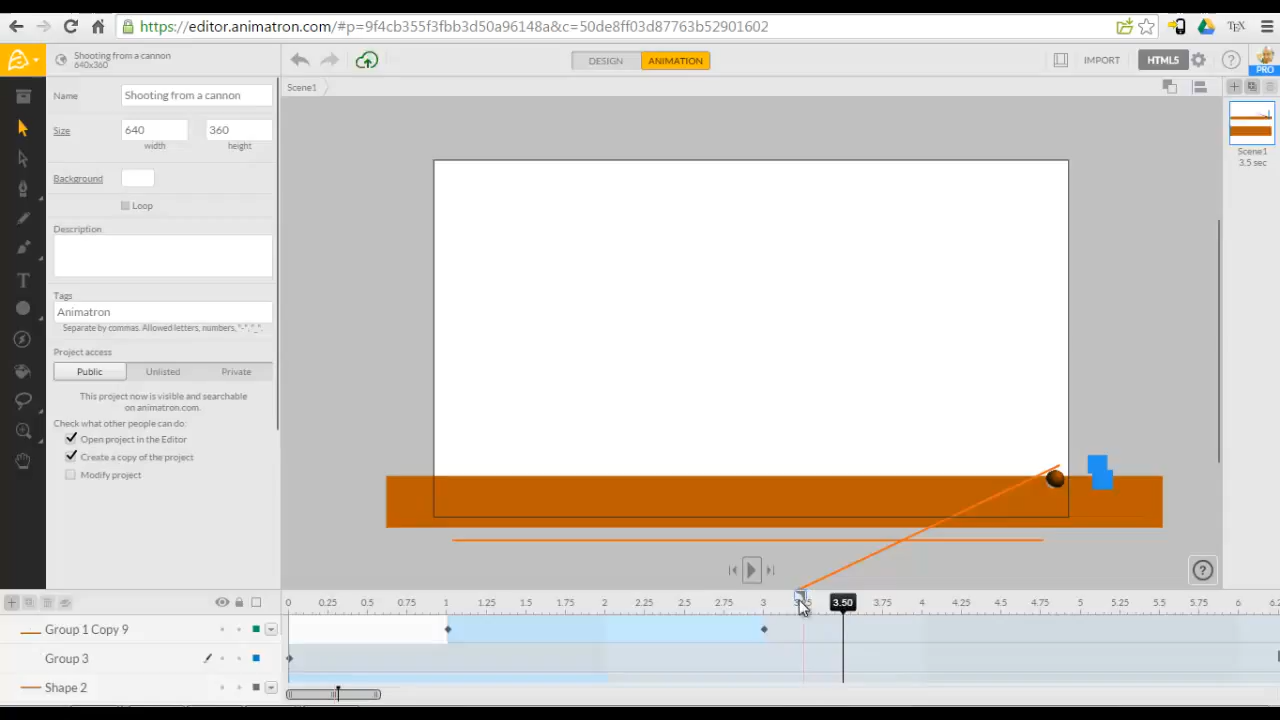 https://editor.animatron.com/#p=9f4cb355f3fbb3d50a96148a&c=50de8ff03d87763b52901602
TEX
Shooting from a cannon
640x360
DESIGN
ANIMATION
IMPORT
HTML5
?
PRO
Scene1
Name
Shooting from a cannon
Size
640
360
width
height
Background
Loop
Description
Tags
Animatron
Separate by commas. Allowed letters, numbers, "-", "_".
Project access
Public
Unlisted
Private
This project now is visible and searchable
on animatron.com.
Check what other people can do:
Open project in the Editor
Create a copy of the project
Modify project
T
Scene1
3.5 sec
?
0 0.25 0.5 0.75 1 1.25 1.5 1.75 2 2.25 2.5 2.75 3 3.50 3.75 4 4.25 4.5 4.75 5 5.25 5.5 5.75 6
Group 1 Copy 9
Group 3
Shape 2